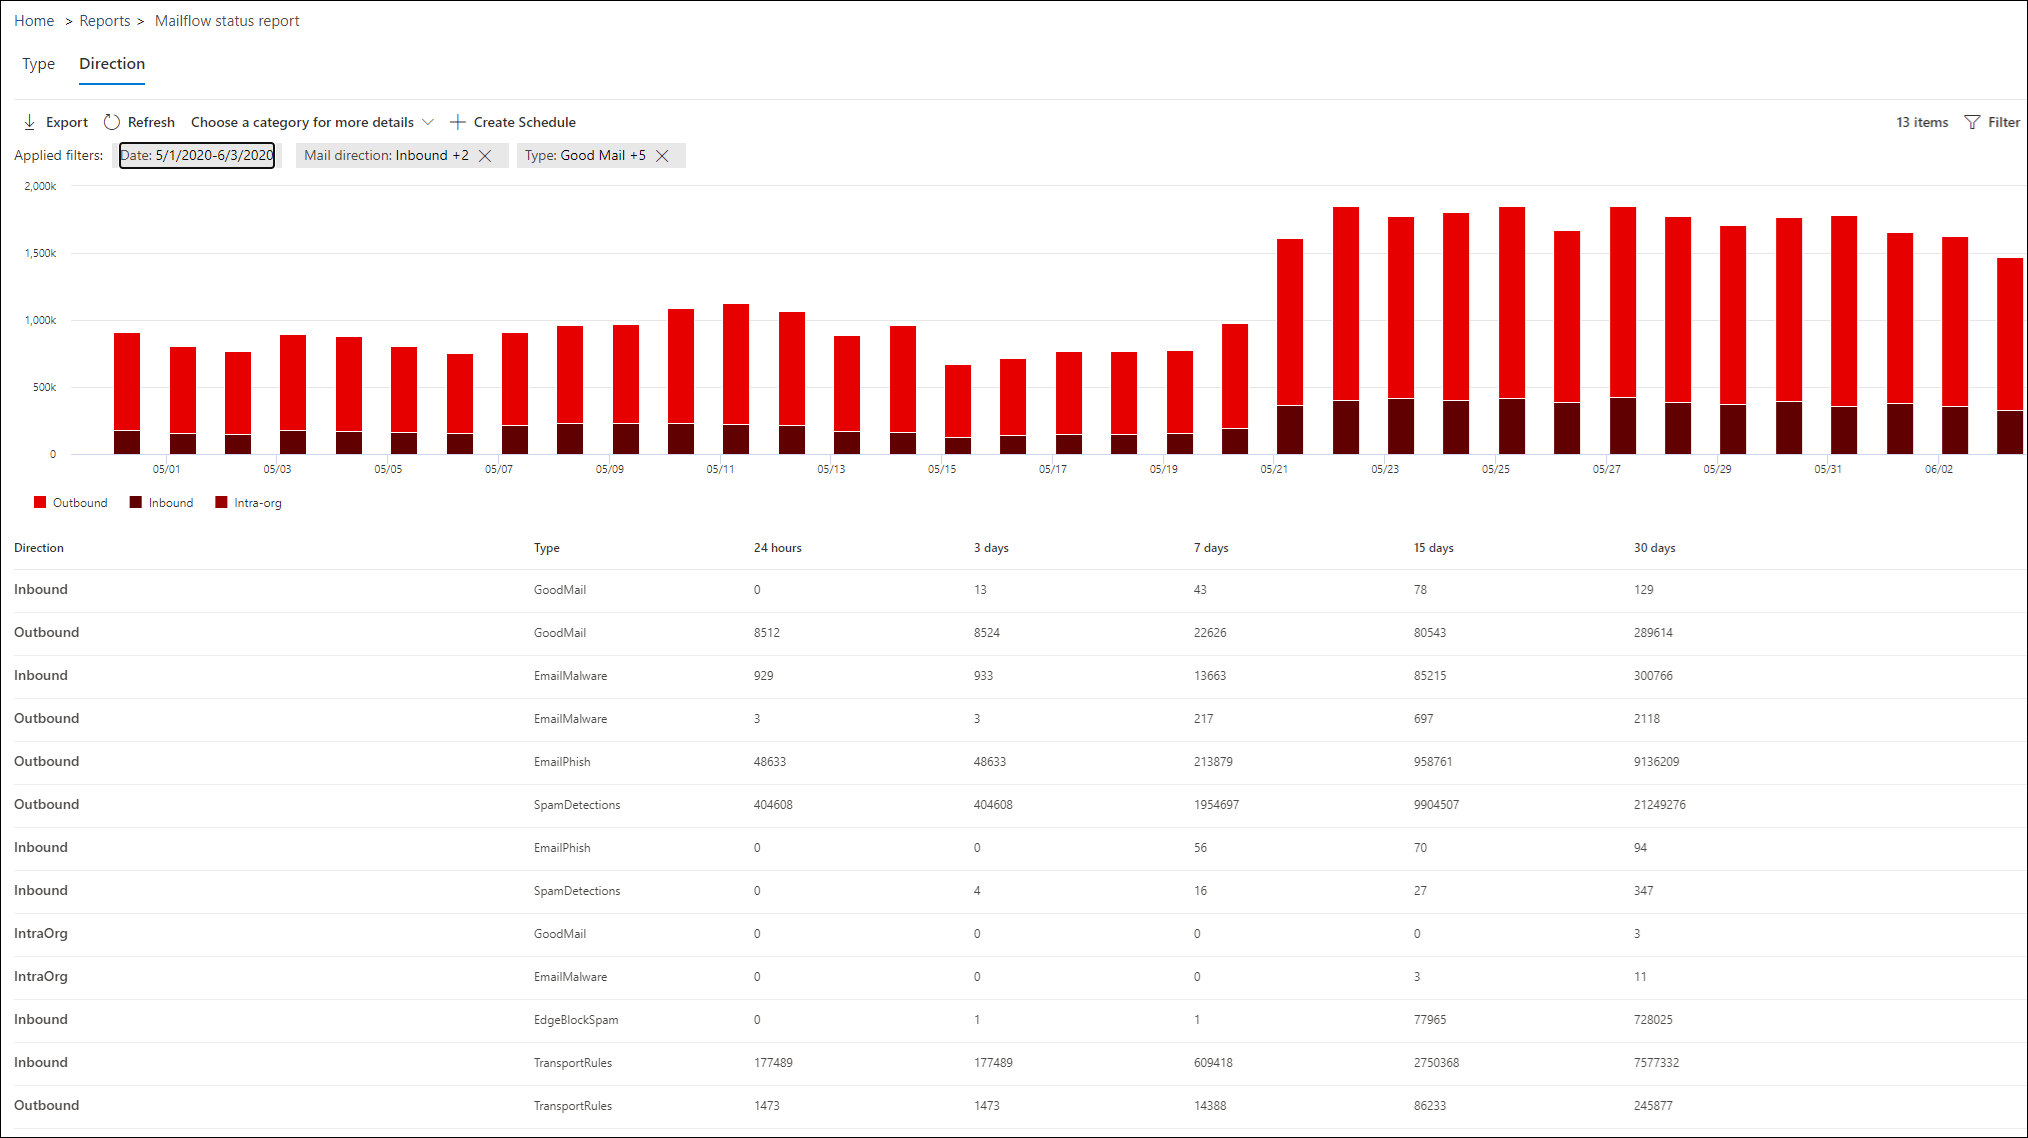 Home > Reports > Mailflow status report
Type Direction
Export Refresh Choose a category for more details Create Schedule 13 items Filter
Applied filters: Date: 5/1/2020-6/3/2020 Mail direction: Inbound +2 Type: Good Mail +5
2,000k
1,500k
1,000k
500k
0
05/01 05/03 05/05 05/07 05/09 05/11 05/13 05/15 05/17 05/19 05/21 05/23 05/25 05/27 05/29 05/31 06/02
Outbound Inbound Intra-org
Direction Type 24 hours 3 days 7 days 15 days 30 days
Inbound GoodMail 0 13 43 78 129
Outbound GoodMail 8512 8524 22626 80543 289614
Inbound EmailMalware 929 933 13663 85215 300766
Outbound EmailMalware 3 3 217 697 2118
Outbound EmailPhish 48633 48633 213879 958761 9136209
Outbound SpamDetections 404608 404608 1954697 9904507 21249276
Inbound EmailPhish 0 0 56 70 94
Inbound SpamDetections 0 4 16 27 347
IntraOrg GoodMail 0 0 0 0 3
IntraOrg EmailMalware 0 0 0 3 11
Inbound EdgeBlockSpam 0 1 1 77965 728025
Inbound TransportRules 177489 177489 609418 2750368 7577332
Outbound TransportRules 1473 1473 14388 86233 245877